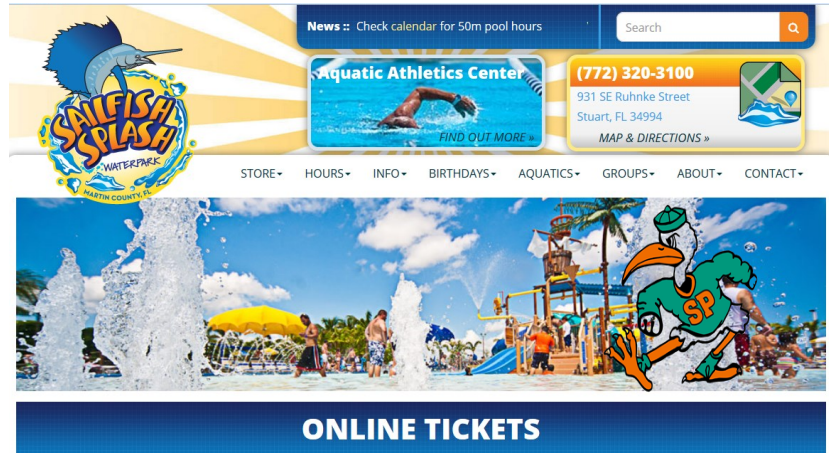 News :: Check calendar for 50m pool hours
Search
Aquatic Athletics Center
FIND OUT MORE »
(772) 320-3100
931 SE Ruhnke Street
Stuart, FL 34994
MAP & DIRECTIONS »
SAILFISH
SPLASH
WATERPARK
MARTIN COUNTY, FL
STORE HOURS INFO BIRTHDAYS AQUATICS GROUPS ABOUT CONTACT
SP
ONLINE TICKETS